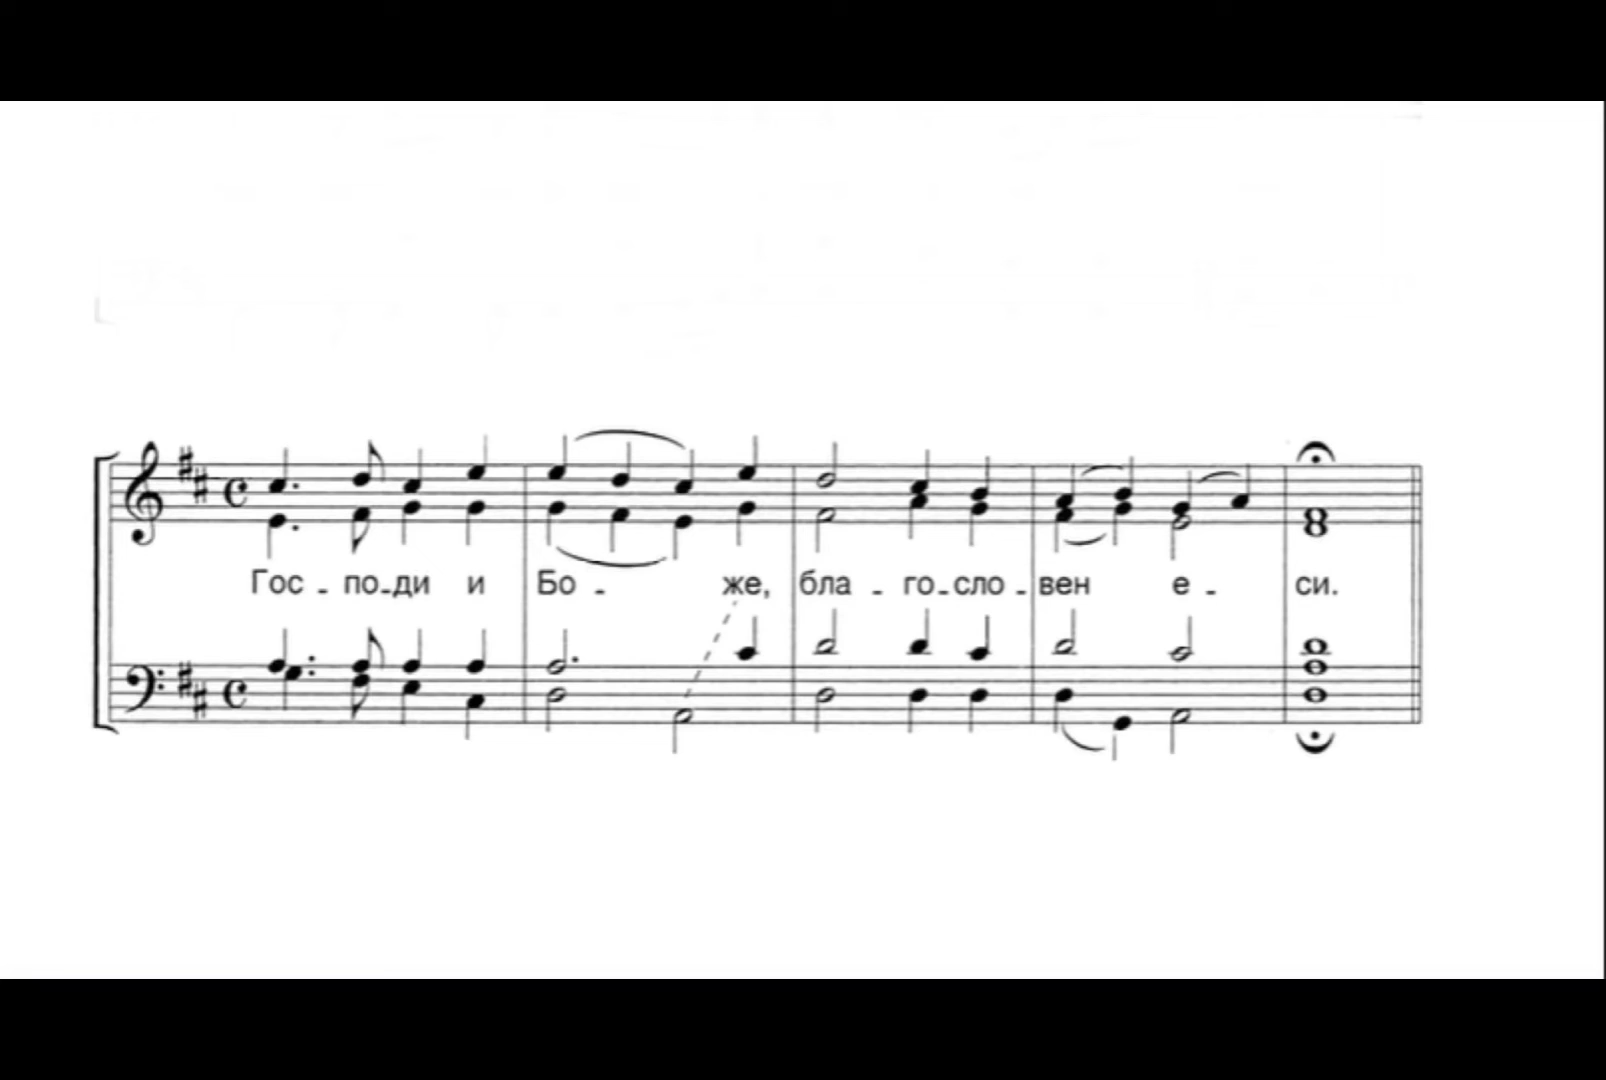 Гос - по-ди и Бо - же, бла - го-сло - вен е - си.